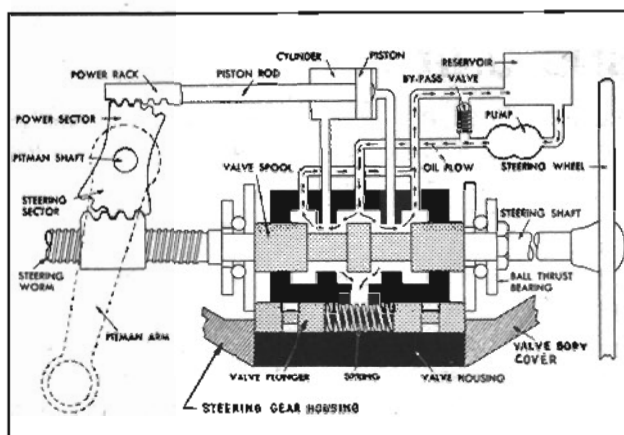 CYLINDER
PISTON
RESERVOIR
POWER RACK
PISTON ROD
BY-PASS VALVE
POWER SECTOR
PUMP
PITMAN SHAFT
VALVE SPOOL
OIL FLOW
STEERING WHEEL
STEERING
SECTOR
STEERING SHAFT
STEERING
WORM
BALL THRUST
BEARING
PITMAN ARM
VALVE BODY
COVER
VALVE PLUNGER
SPRING
VALVE HOUSING
STEERING GEAR HOUSING